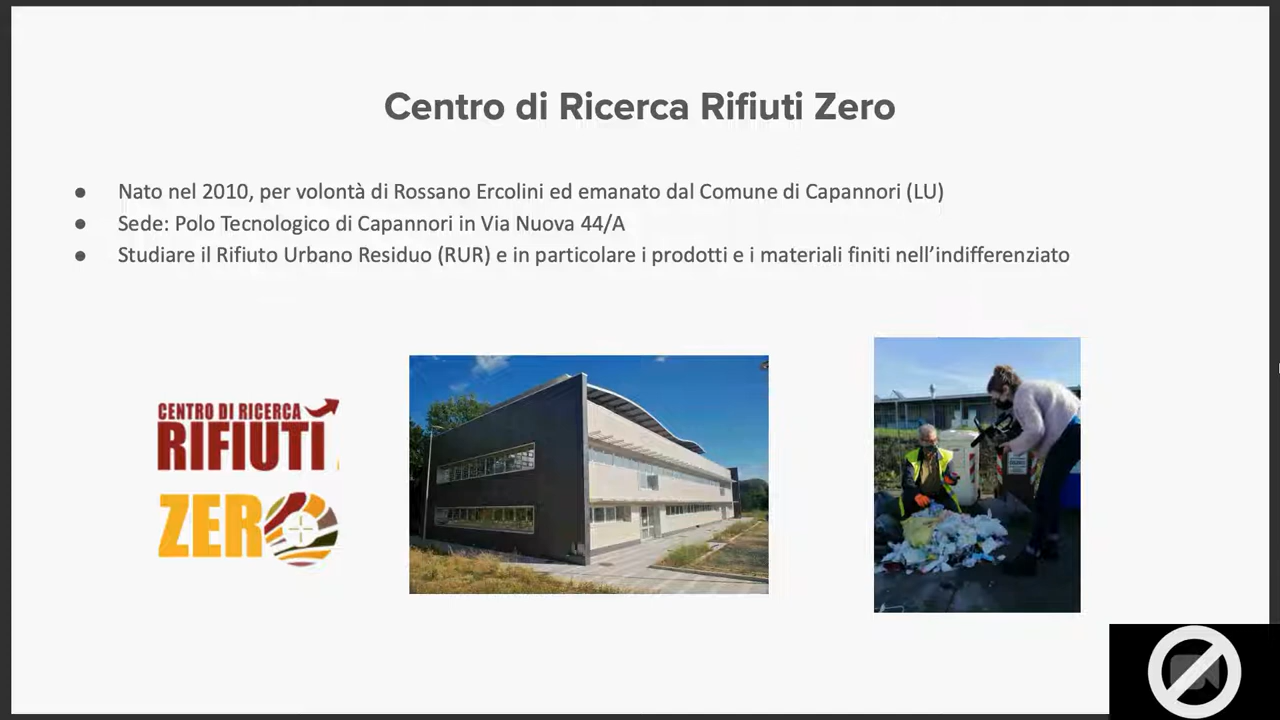 Centro di Ricerca Rifiuti Zero
● Nato nel 2010, per volontà di Rossano Ercolini ed emanato dal Comune di Capannori (LU)
● Sede: Polo Tecnologico di Capannori in Via Nuova 44/A
● Studiare il Rifiuto Urbano Residuo (RUR) e in particolare i prodotti e i materiali finiti nell’indifferenziato
CENTRO DI RICERCA
RIFIUTI
ZERO